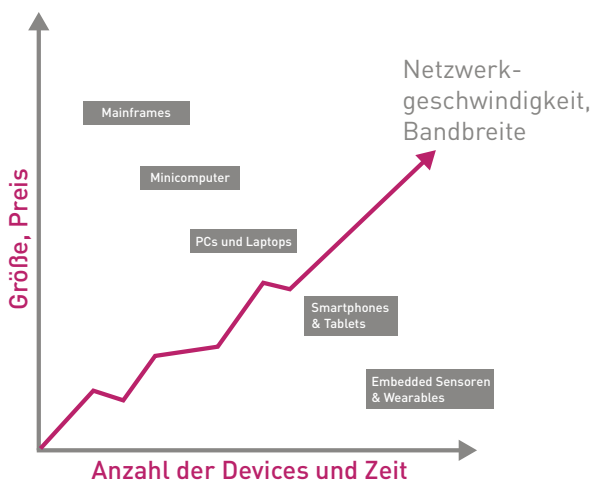 Netzwerk-
geschwindigkeit,
Bandbreite
Mainframes
Minicomputer
PCs und Laptops
Smartphones
& Tablets
Embedded Sensoren
& Wearables
Größe, Preis
Anzahl der Devices und Zeit